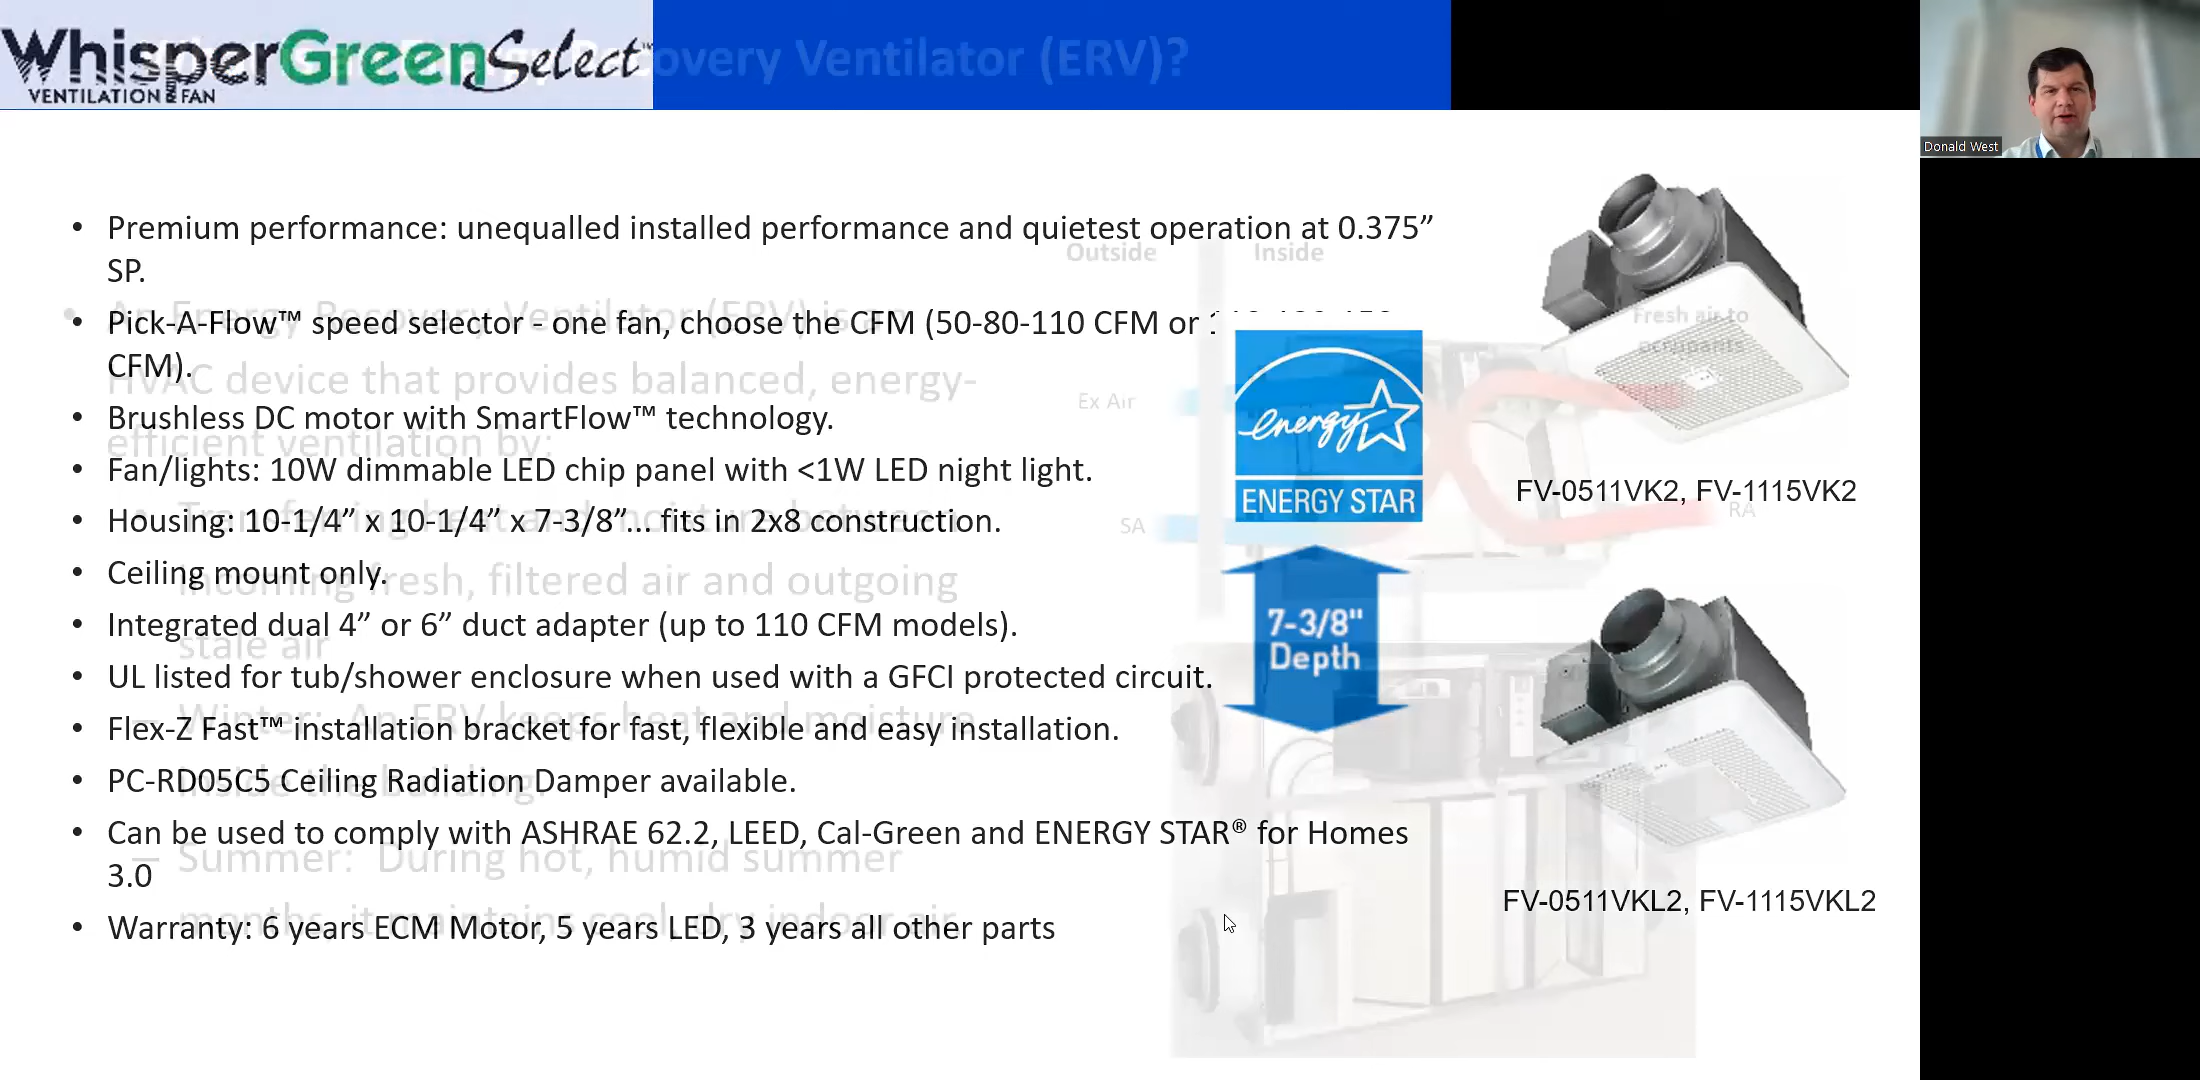 WhisperGreenSelect™
VENTILATION FAN
overy Ventilator (ERV)?
Donald West
• Premium performance: unequalled installed performance and quietest operation at 0.375”
SP.
• Pick-A-Flow™ speed selector - one fan, choose the CFM (50-80-110 CFM or
CFM).
• Brushless DC motor with SmartFlow™ technology.
• Fan/lights: 10W dimmable LED chip panel with <1W LED night light.
• Housing: 10-1/4” x 10-1/4” x 7-3/8”... fits in 2x8 construction.
• Ceiling mount only.
• Integrated dual 4” or 6” duct adapter (up to 110 CFM models).
• UL listed for tub/shower enclosure when used with a GFCI protected circuit.
• Flex-Z Fast™ installation bracket for fast, flexible and easy installation.
• PC-RD05C5 Ceiling Radiation Damper available.
• Can be used to comply with ASHRAE 62.2, LEED, Cal-Green and ENERGY STAR® for Homes
3.0
• Warranty: 6 years ECM Motor, 5 years LED, 3 years all other parts
• An Energy Recovery Ventilator (ERV) is an
HVAC device that provides balanced, energy-
efficient ventilation by:
Transferring heat and moisture between
incoming fresh, filtered air and outgoing
stale air
– Winter: An ERV keeps heat and moisture
inside the building.
– Summer: During hot, humid summer
months, it maintains cool, dry indoor air
Outside
Inside
Fresh air to
occupants
Ex Air
SA
RA
energy
ENERGY STAR
7-3/8"
Depth
FV-0511VK2, FV-1115VK2
FV-0511VKL2, FV-1115VKL2